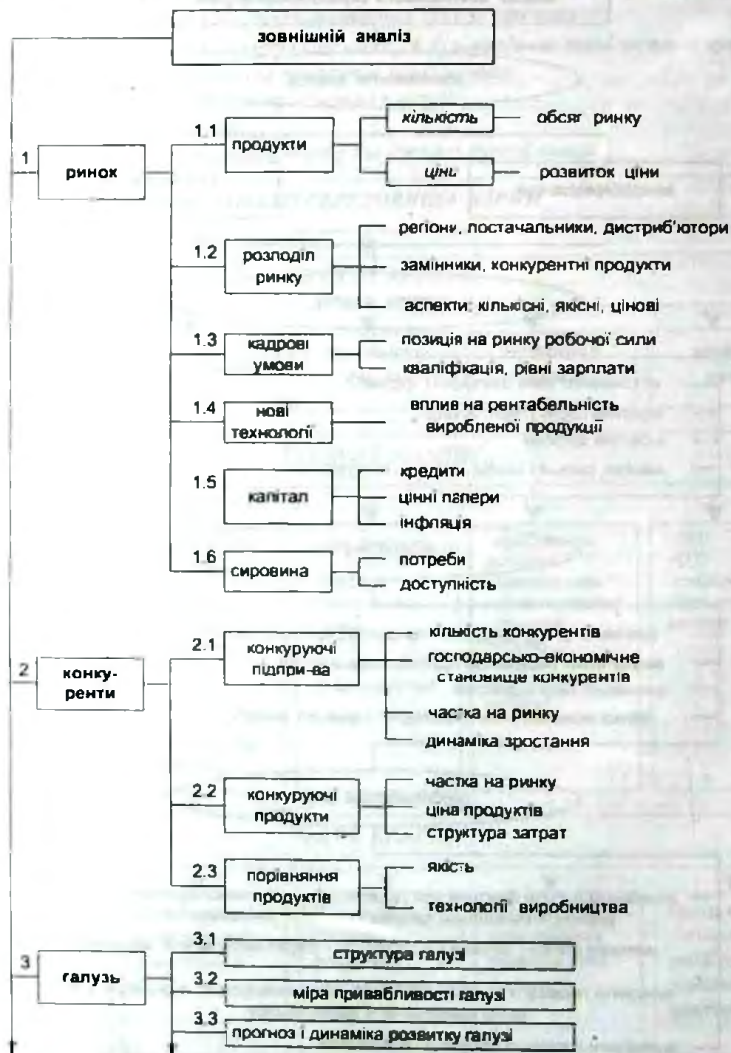 зовнішній аналіз
1
ринок
1.1
продукти
кількість
обсяг ринку
ціни
розвиток ціни
1.2
розподіл
ринку
регіони, постачальники, дистриб'ютори
замінники, конкурентні продукти
аспекти: кількісні, якісні, цінові
1.3
кадрові
умови
позиція на ринку робочої сили
кваліфікація, рівні зарплати
1.4
нові
технології
вплив на рентабельність
виробленої продукції
1.5
капітал
кредити
цінні папери
інфляція
1.6
сировина
потреби
доступність
2
конку-
ренти
2.1
конкуруючі
підпри-ва
кількість конкурентів
господарсько-економічне
становище конкурентів
частка на ринку
динаміка зростання
2.2
конкуруючі
продукти
частка на ринку
ціна продуктів
структура затрат
2.3
порівняння
продуктів
якість
технології виробництва
3
галузь
3.1
структура галузі
3.2
міра привабливості галузі
3.3
прогноз і динаміка розвитку галузі